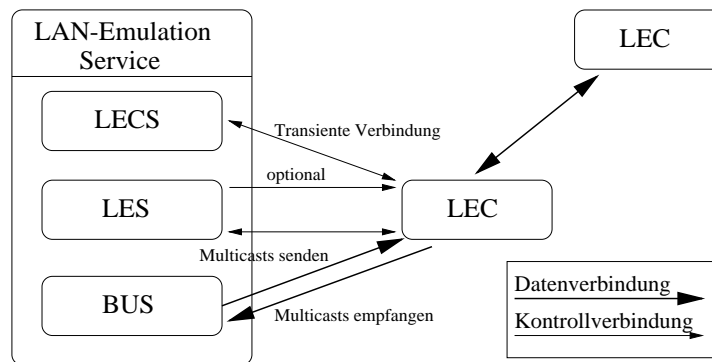 LAN-Emulation
Service
LEC
LECS
Transiente Verbindung
optional
LES
LEC
Multicasts senden
BUS
Multicasts empfangen
Datenverbindung
Kontrollverbindung